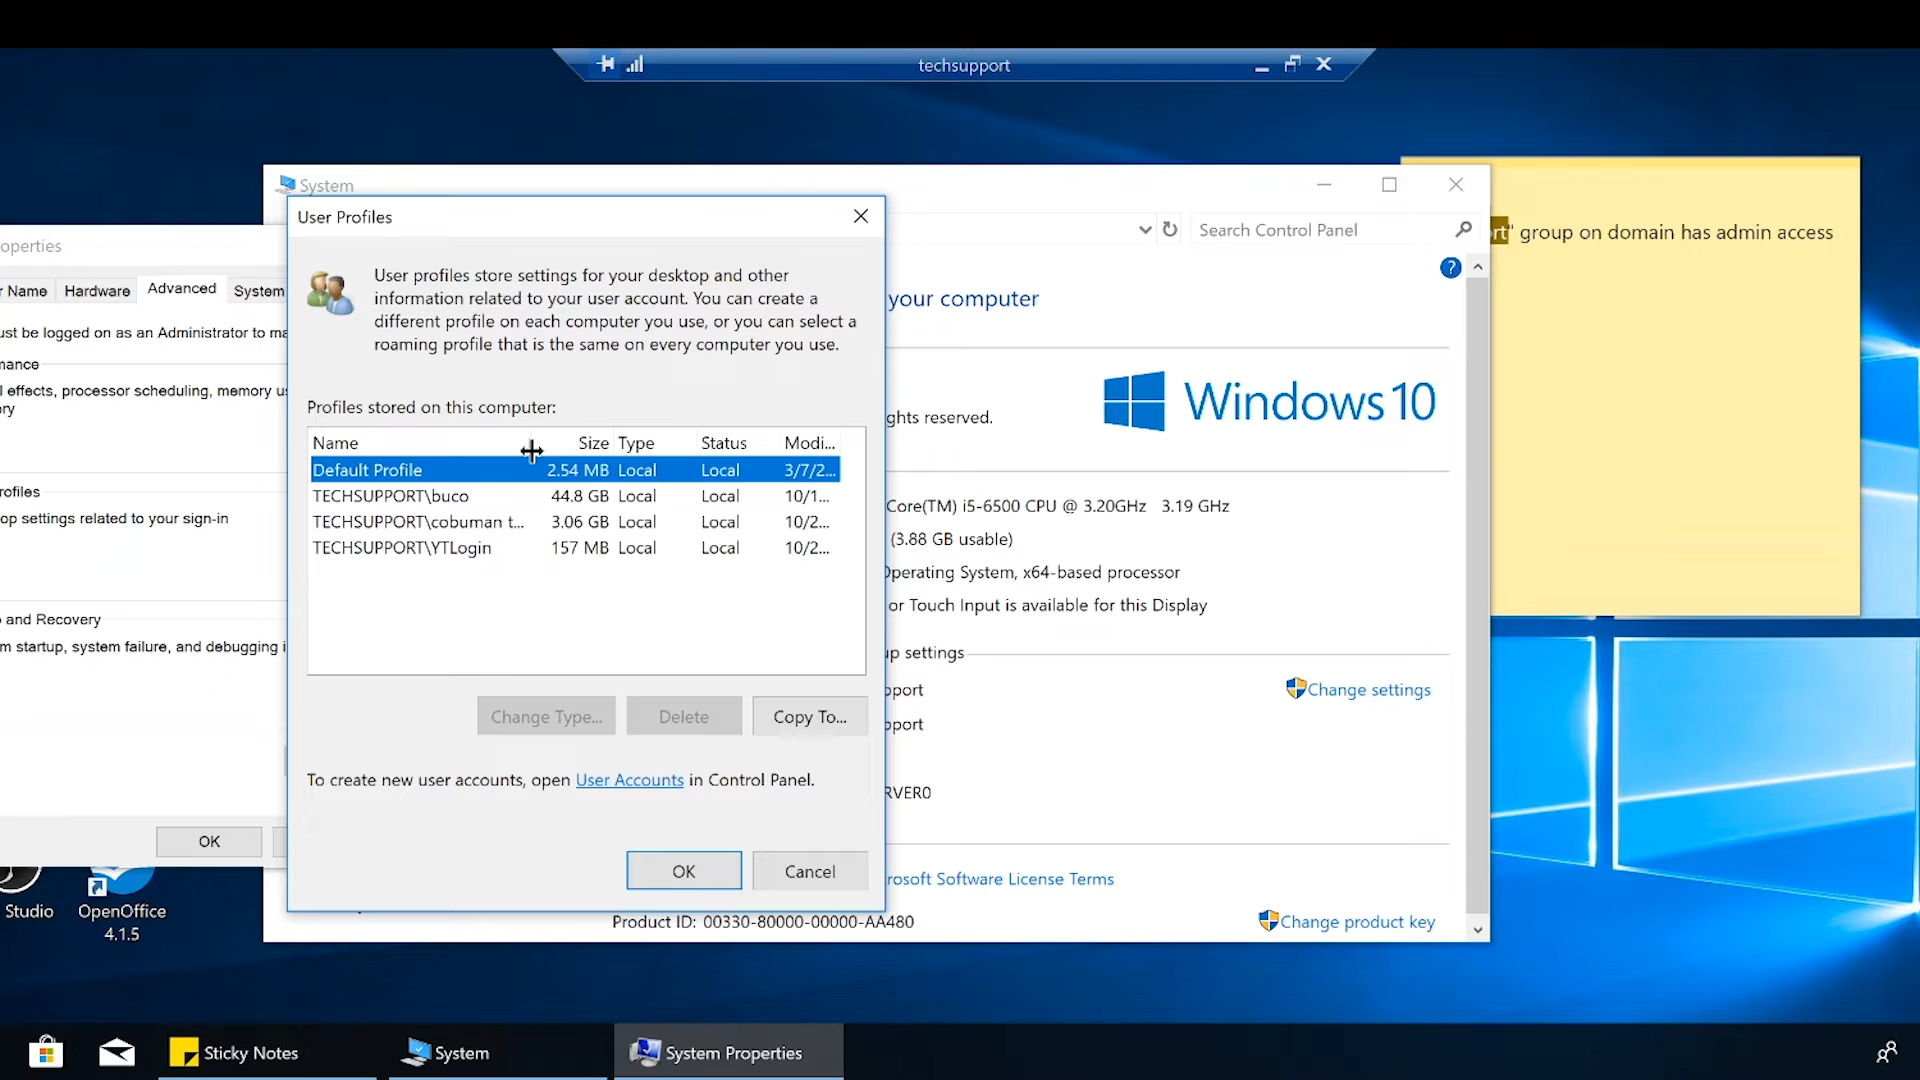 techsupport
System
Search Control Panel
rt" group on domain has admin access
operties
r Name Hardware Advanced System
ust be logged on as an Administrator to ma
mance
l effects, processor scheduling, memory us
ory
rofiles
op settings related to your sign-in
p and Recovery
m startup, system failure, and debugging i
OK
User Profiles
User profiles store settings for your desktop and other
information related to your user account. You can create a
different profile on each computer you use, or you can select a
roaming profile that is the same on every computer you use.
Profiles stored on this computer:
Name Size Type Status Modi...
Default Profile 2.54 MB Local Local 3/7/2...
TECHSUPPORT\buco 44.8 GB Local Local 10/1...
TECHSUPPORT\cobuman t... 3.06 GB Local Local 10/2...
TECHSUPPORT\YTLogin 157 MB Local Local 10/2...
Change Type... Delete Copy To...
To create new user accounts, open User Accounts in Control Panel.
OK Cancel
?
your computer
ghts reserved.
Windows 10
Core(TM) i5-6500 CPU @ 3.20GHz 3.19 GHz
(3.88 GB usable)
Operating System, x64-based processor
or Touch Input is available for this Display
up settings
pport
Change settings
pport
RVER0
rosoft Software License Terms
Product ID: 00330-80000-00000-AA480
Change product key
Studio
OpenOffice
4.1.5
Sticky Notes
System
System Properties